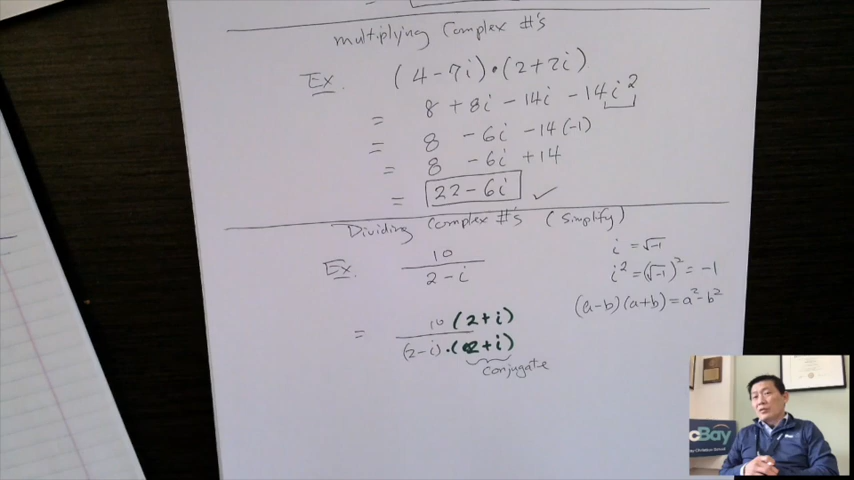 multiplying Complex #'s
Ex. (4-7i)•(2+2i)
= 8 + 8i - 14i - 14i²
= 8 - 6i - 14(-1)
= 8 - 6i + 14
= 22 - 6i ✓
Dividing Complex #'s (Simplify)
Ex. 10 / 2-i
i = √-1
i² = (√-1)² = -1
(a-b)(a+b) = a²-b²
= 10(2+i) / (2-i)•(2+i)
conjugate
cBay